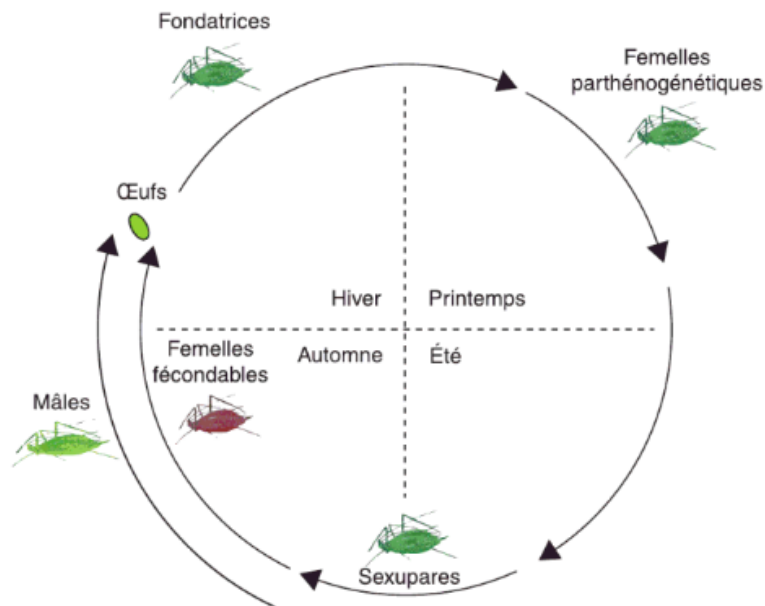 Fondatrices
Femelles
parthénogénétiques
Œufs
Hiver
Printemps
Automne
Été
Femelles
fécondables
Mâles
Sexupares